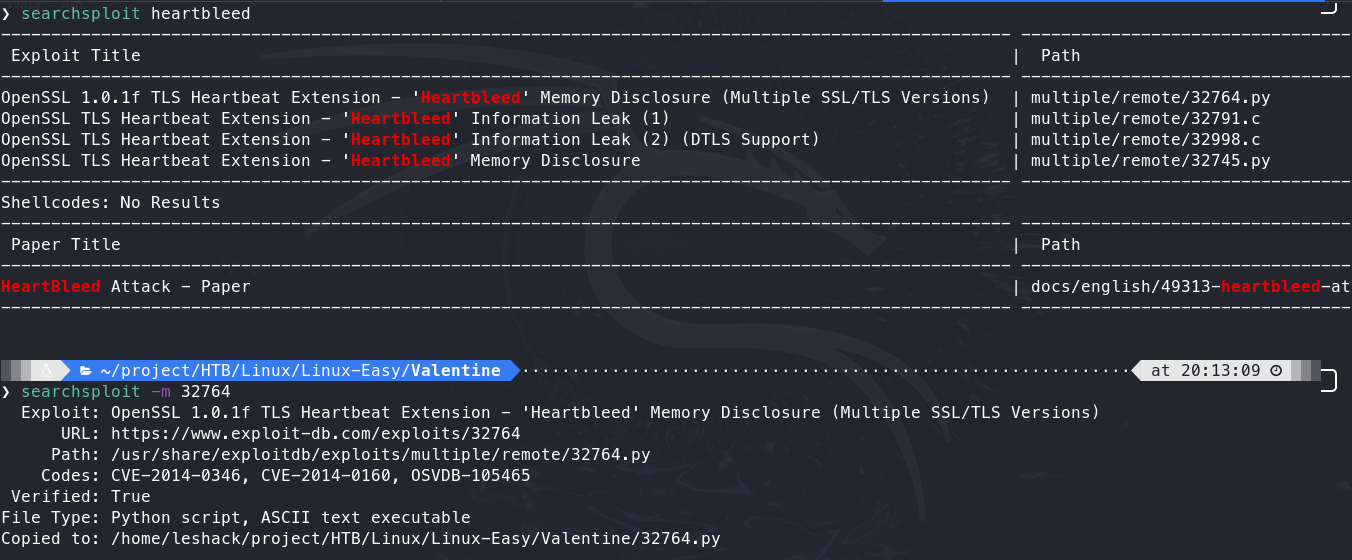 ❯ searchsploit heartbleed
Exploit Title | Path
OpenSSL 1.0.1f TLS Heartbeat Extension - 'Heartbleed' Memory Disclosure (Multiple SSL/TLS Versions) | multiple/remote/32764.py
OpenSSL TLS Heartbeat Extension - 'Heartbleed' Information Leak (1) | multiple/remote/32791.c
OpenSSL TLS Heartbeat Extension - 'Heartbleed' Information Leak (2) (DTLS Support) | multiple/remote/32998.c
OpenSSL TLS Heartbeat Extension - 'Heartbleed' Memory Disclosure | multiple/remote/32745.py
Shellcodes: No Results
Paper Title | Path
HeartBleed Attack - Paper | docs/english/49313-heartbleed-at
~/project/HTB/Linux/Linux-Easy/Valentine at 20:13:09
❯ searchsploit -m 32764
Exploit: OpenSSL 1.0.1f TLS Heartbeat Extension - 'Heartbleed' Memory Disclosure (Multiple SSL/TLS Versions)
URL: https://www.exploit-db.com/exploits/32764
Path: /usr/share/exploitdb/exploits/multiple/remote/32764.py
Codes: CVE-2014-0346, CVE-2014-0160, OSVDB-105465
Verified: True
File Type: Python script, ASCII text executable
Copied to: /home/leshack/project/HTB/Linux/Linux-Easy/Valentine/32764.py